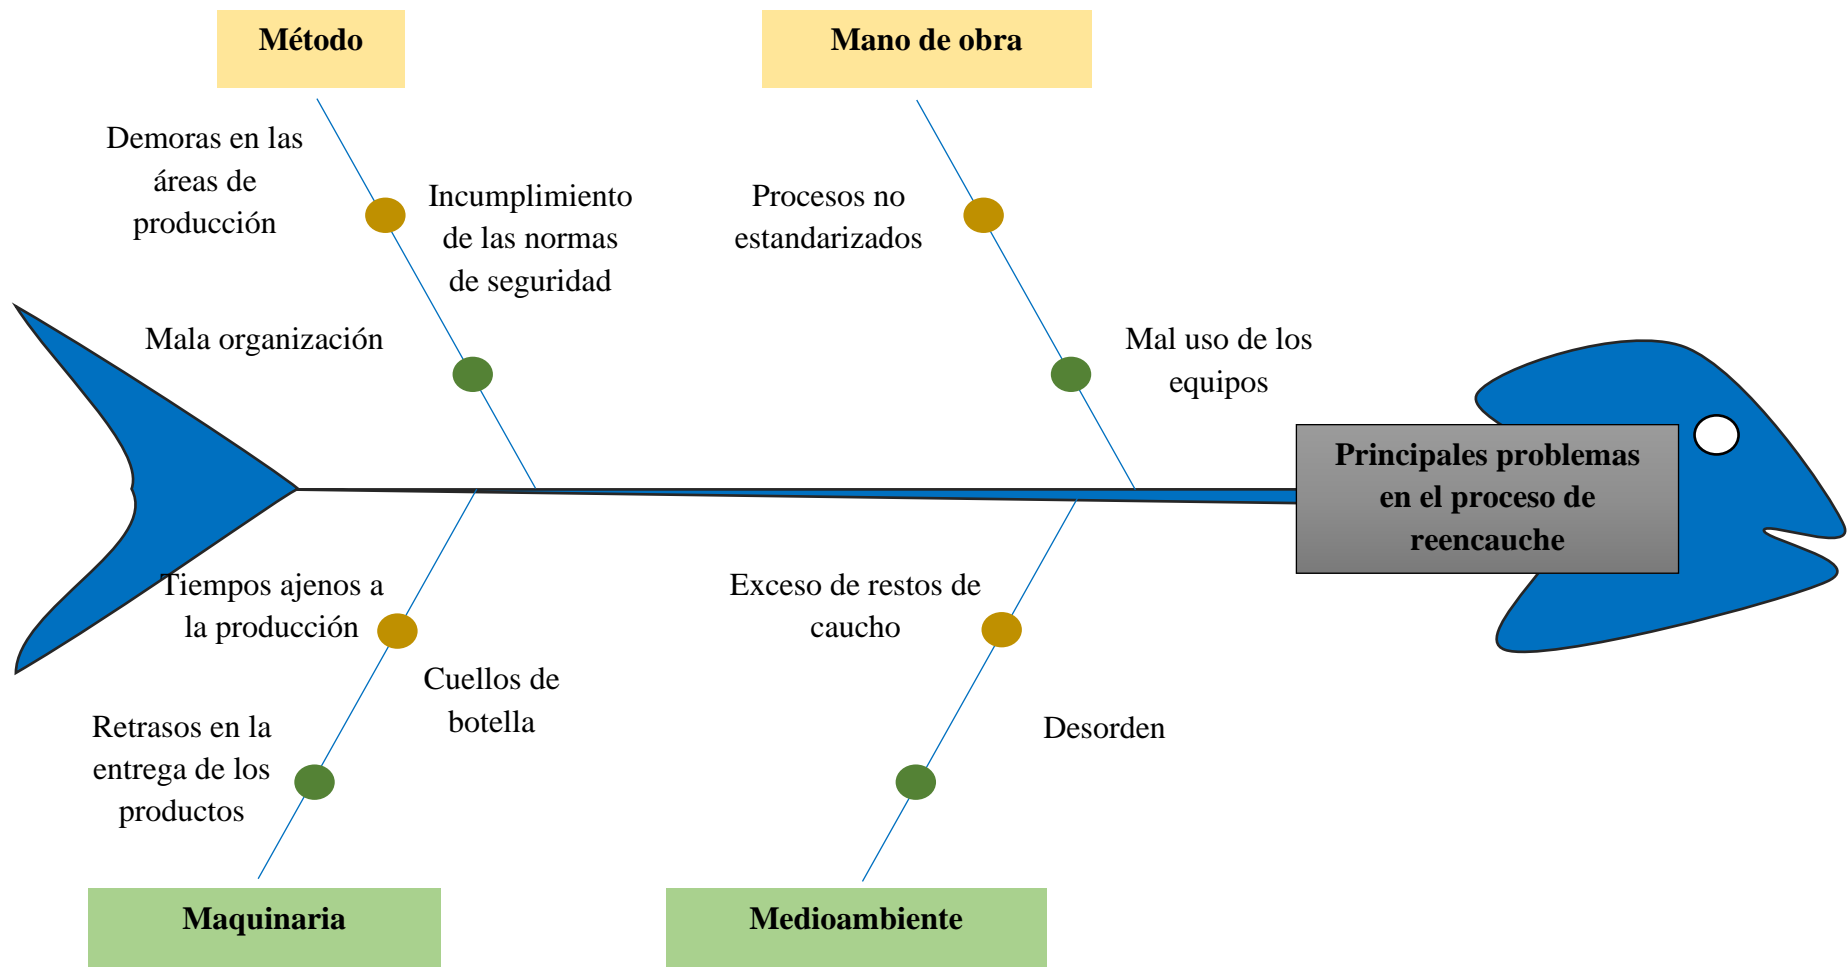 Método
Mano de obra
Demoras en las
áreas de
producción
Incumplimiento
de las normas
de seguridad
Mala organización
Procesos no
estandarizados
Mal uso de los
equipos
Principales problemas
en el proceso de
reencauche
Tiempos ajenos a
la producción
Cuellos de
botella
Retrasos en la
entrega de los
productos
Exceso de restos de
caucho
Desorden
Maquinaria
Medioambiente